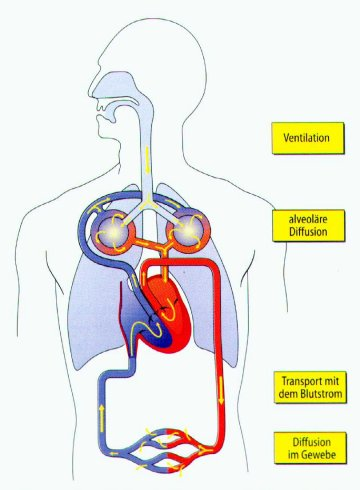 Ventilation
alveoläre
Diffusion
Transport mit
dem Blutstrom
Diffusion
im Gewebe